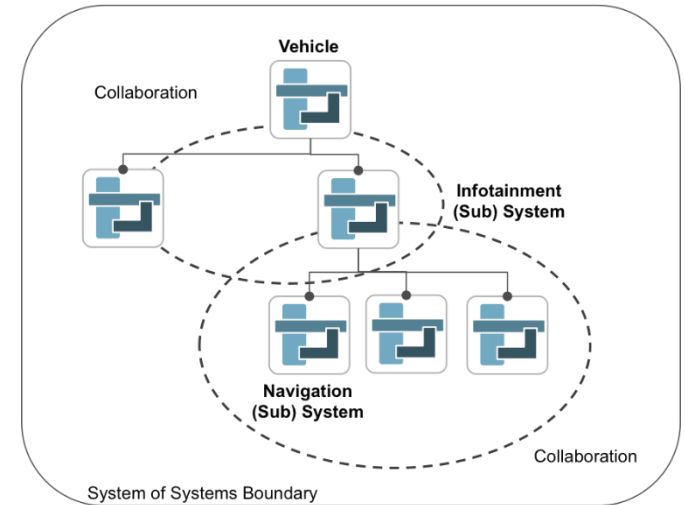 Vehicle
Collaboration
Infotainment
(Sub) System
Navigation
(Sub) System
Collaboration
System of Systems Boundary